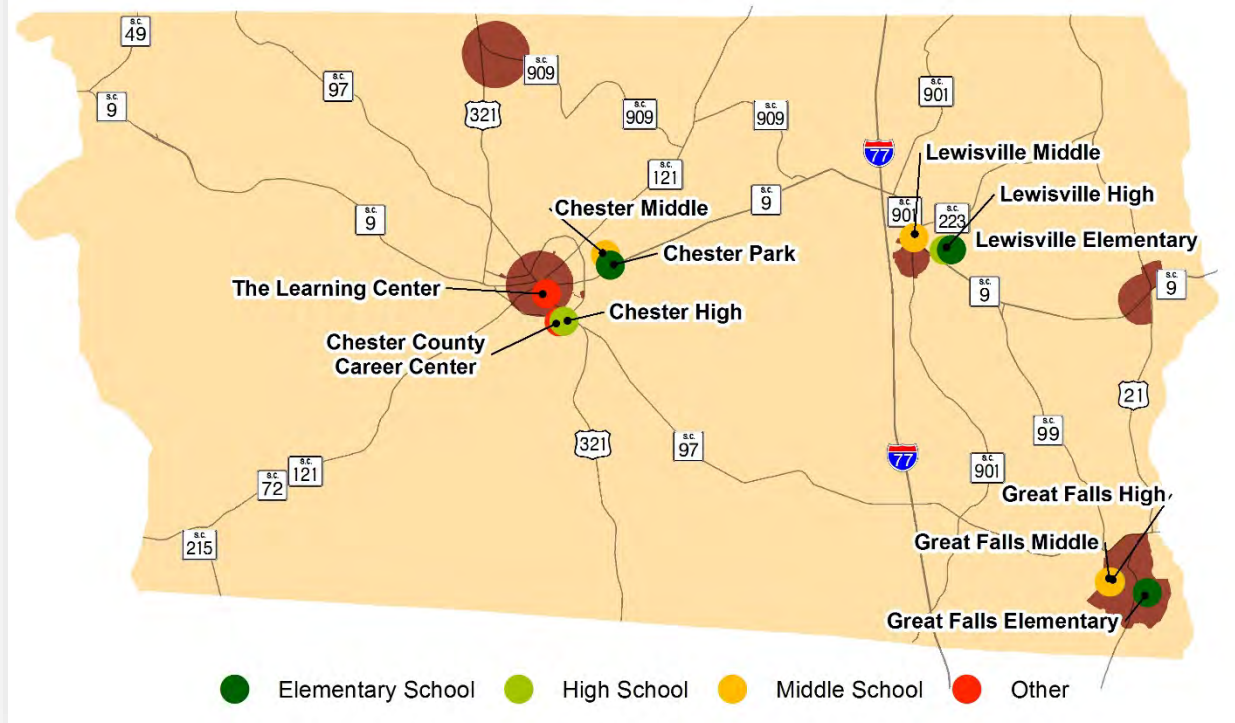 S.C.
49
S.C.
97
S.C.
909
S.C.
9
321
S.C.
909
S.C.
909
S.C.
901
77
Lewisville Middle
S.C.
121
S.C.
9
Lewisville High
S.C.
9
Chester Middle
S.C.
901
S.C.
223
Lewisville Elementary
Chester Park
The Learning Center
S.C.
9
S.C.
9
Chester High
Chester County
Career Center
21
321
S.C.
97
S.C.
99
77
S.C.
901
S.C.
72
S.C.
121
Great Falls High
S.C.
215
Great Falls Middle
Great Falls Elementary
Elementary School
High School
Middle School
Other